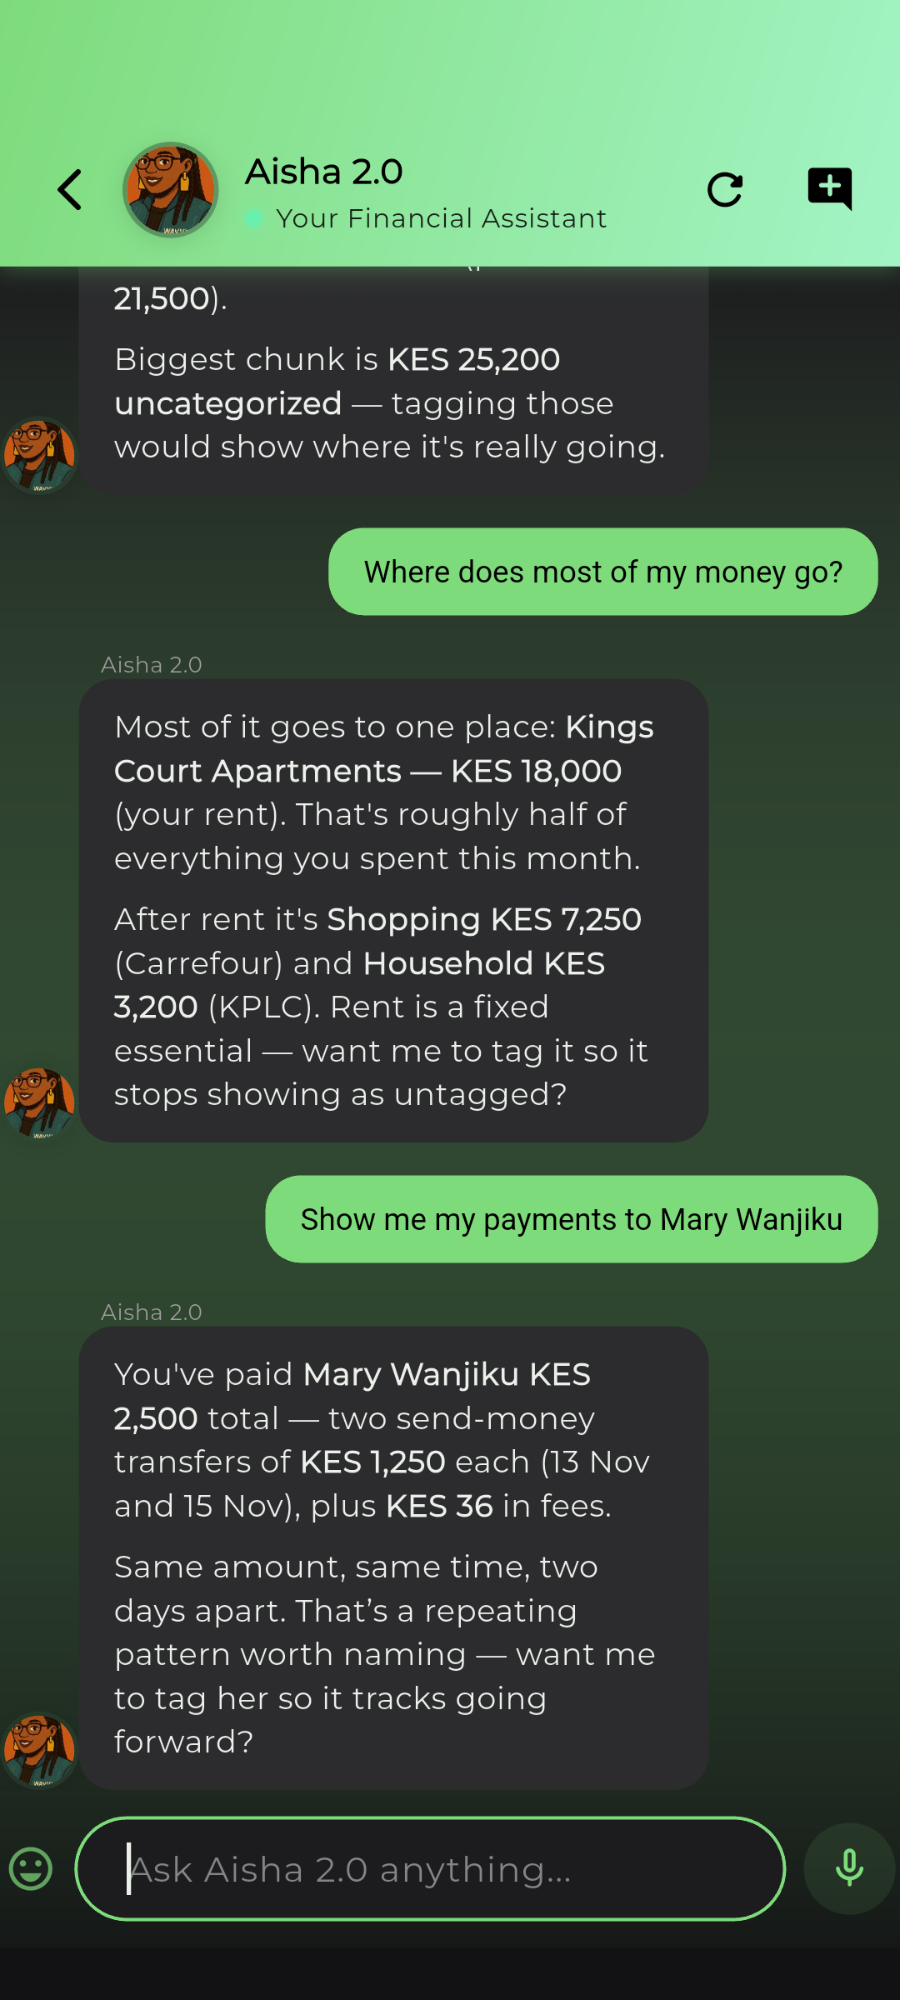 Aisha 2.0
Your Financial Assistant
21,500).
Biggest chunk is KES 25,200
uncategorized — tagging those
would show where it's really going.
Where does most of my money go?
Aisha 2.0
Most of it goes to one place: Kings
Court Apartments — KES 18,000
(your rent). That's roughly half of
everything you spent this month.
After rent it's Shopping KES 7,250
(Carrefour) and Household KES
3,200 (KPLC). Rent is a fixed
essential — want me to tag it so it
stops showing as untagged?
Show me my payments to Mary Wanjiku
Aisha 2.0
You've paid Mary Wanjiku KES
2,500 total — two send-money
transfers of KES 1,250 each (13 Nov
and 15 Nov), plus KES 36 in fees.
Same amount, same time, two
days apart. That’s a repeating
pattern worth naming — want me
to tag her so it tracks going
forward?
Ask Aisha 2.0 anything...